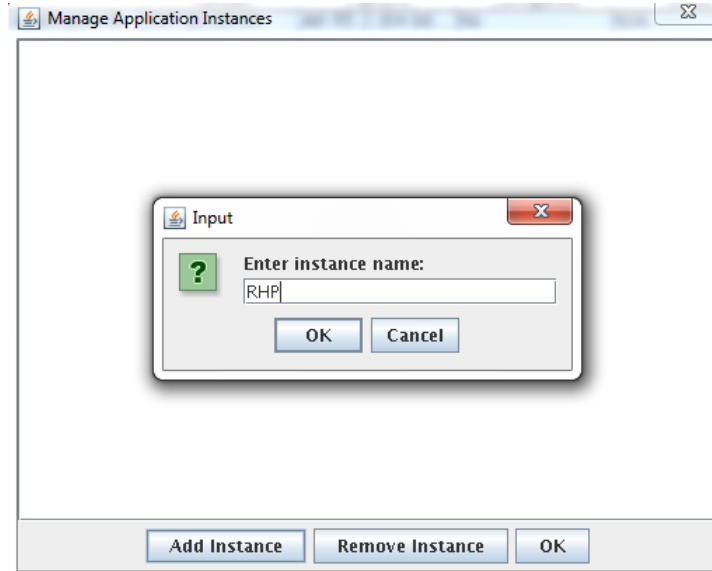 Manage Application Instances
Input
Enter instance name:
RHP
OK Cancel
Add Instance Remove Instance OK